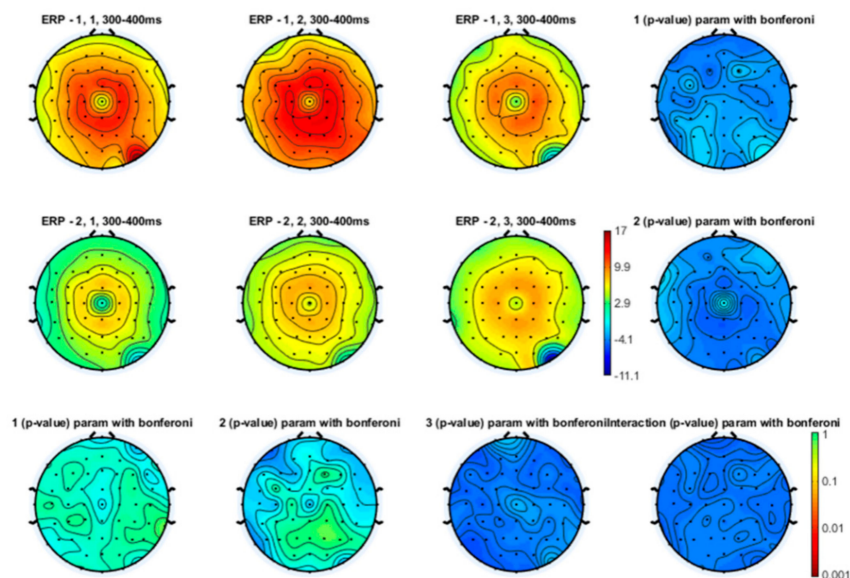 ERP - 1, 1, 300-400ms
ERP - 1, 2, 300-400ms
ERP - 1, 3, 300-400ms
1 (p-value) param with bonferoni
ERP - 2, 1, 300-400ms
ERP - 2, 2, 300-400ms
ERP - 2, 3, 300-400ms
2 (p-value) param with bonferoni
17
9.9
2.9
-4.1
-11.1
1 (p-value) param with bonferoni
2 (p-value) param with bonferoni
3 (p-value) param with bonferoniInteraction (p-value) param with bonferoni
1
0.1
0.01
0.001